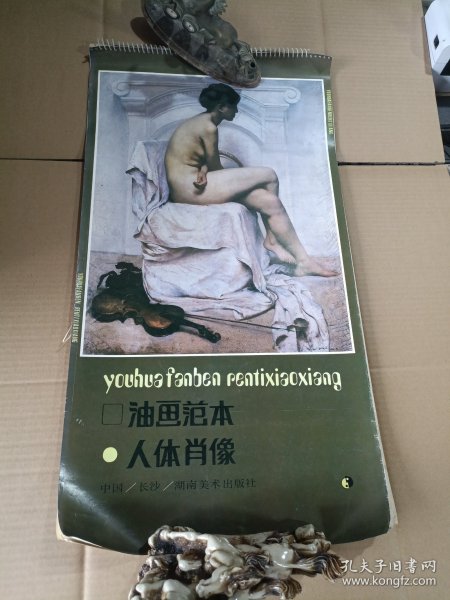 youhua fanben rentixiaoxiang
油画范本
人体肖像
中国／长沙／湖南美术出版社
孔夫子旧书网
www.kongfz.com